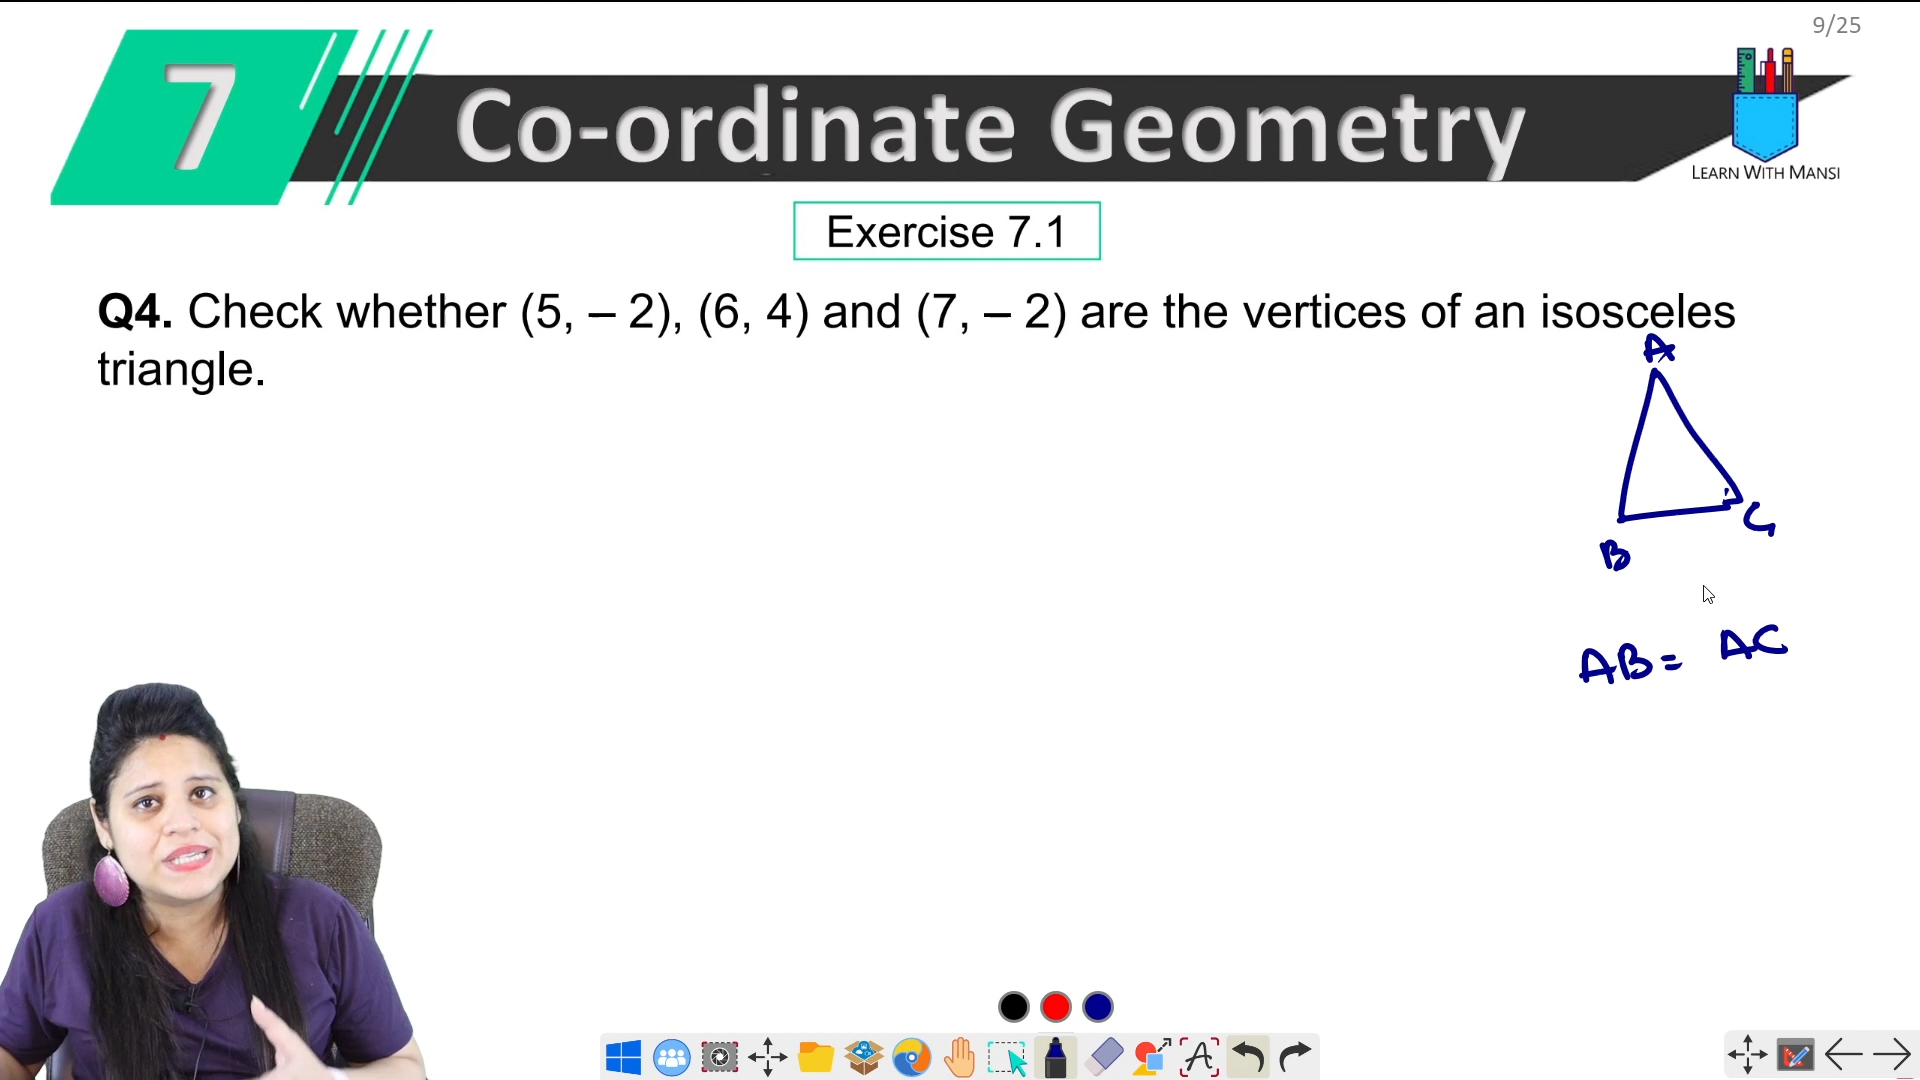 9/25
7
Co-ordinate Geometry
LEARN WITH MANSI
Exercise 7.1
Q4. Check whether (5, – 2), (6, 4) and (7, – 2) are the vertices of an isosceles
triangle.
A
B
C
AB = AC